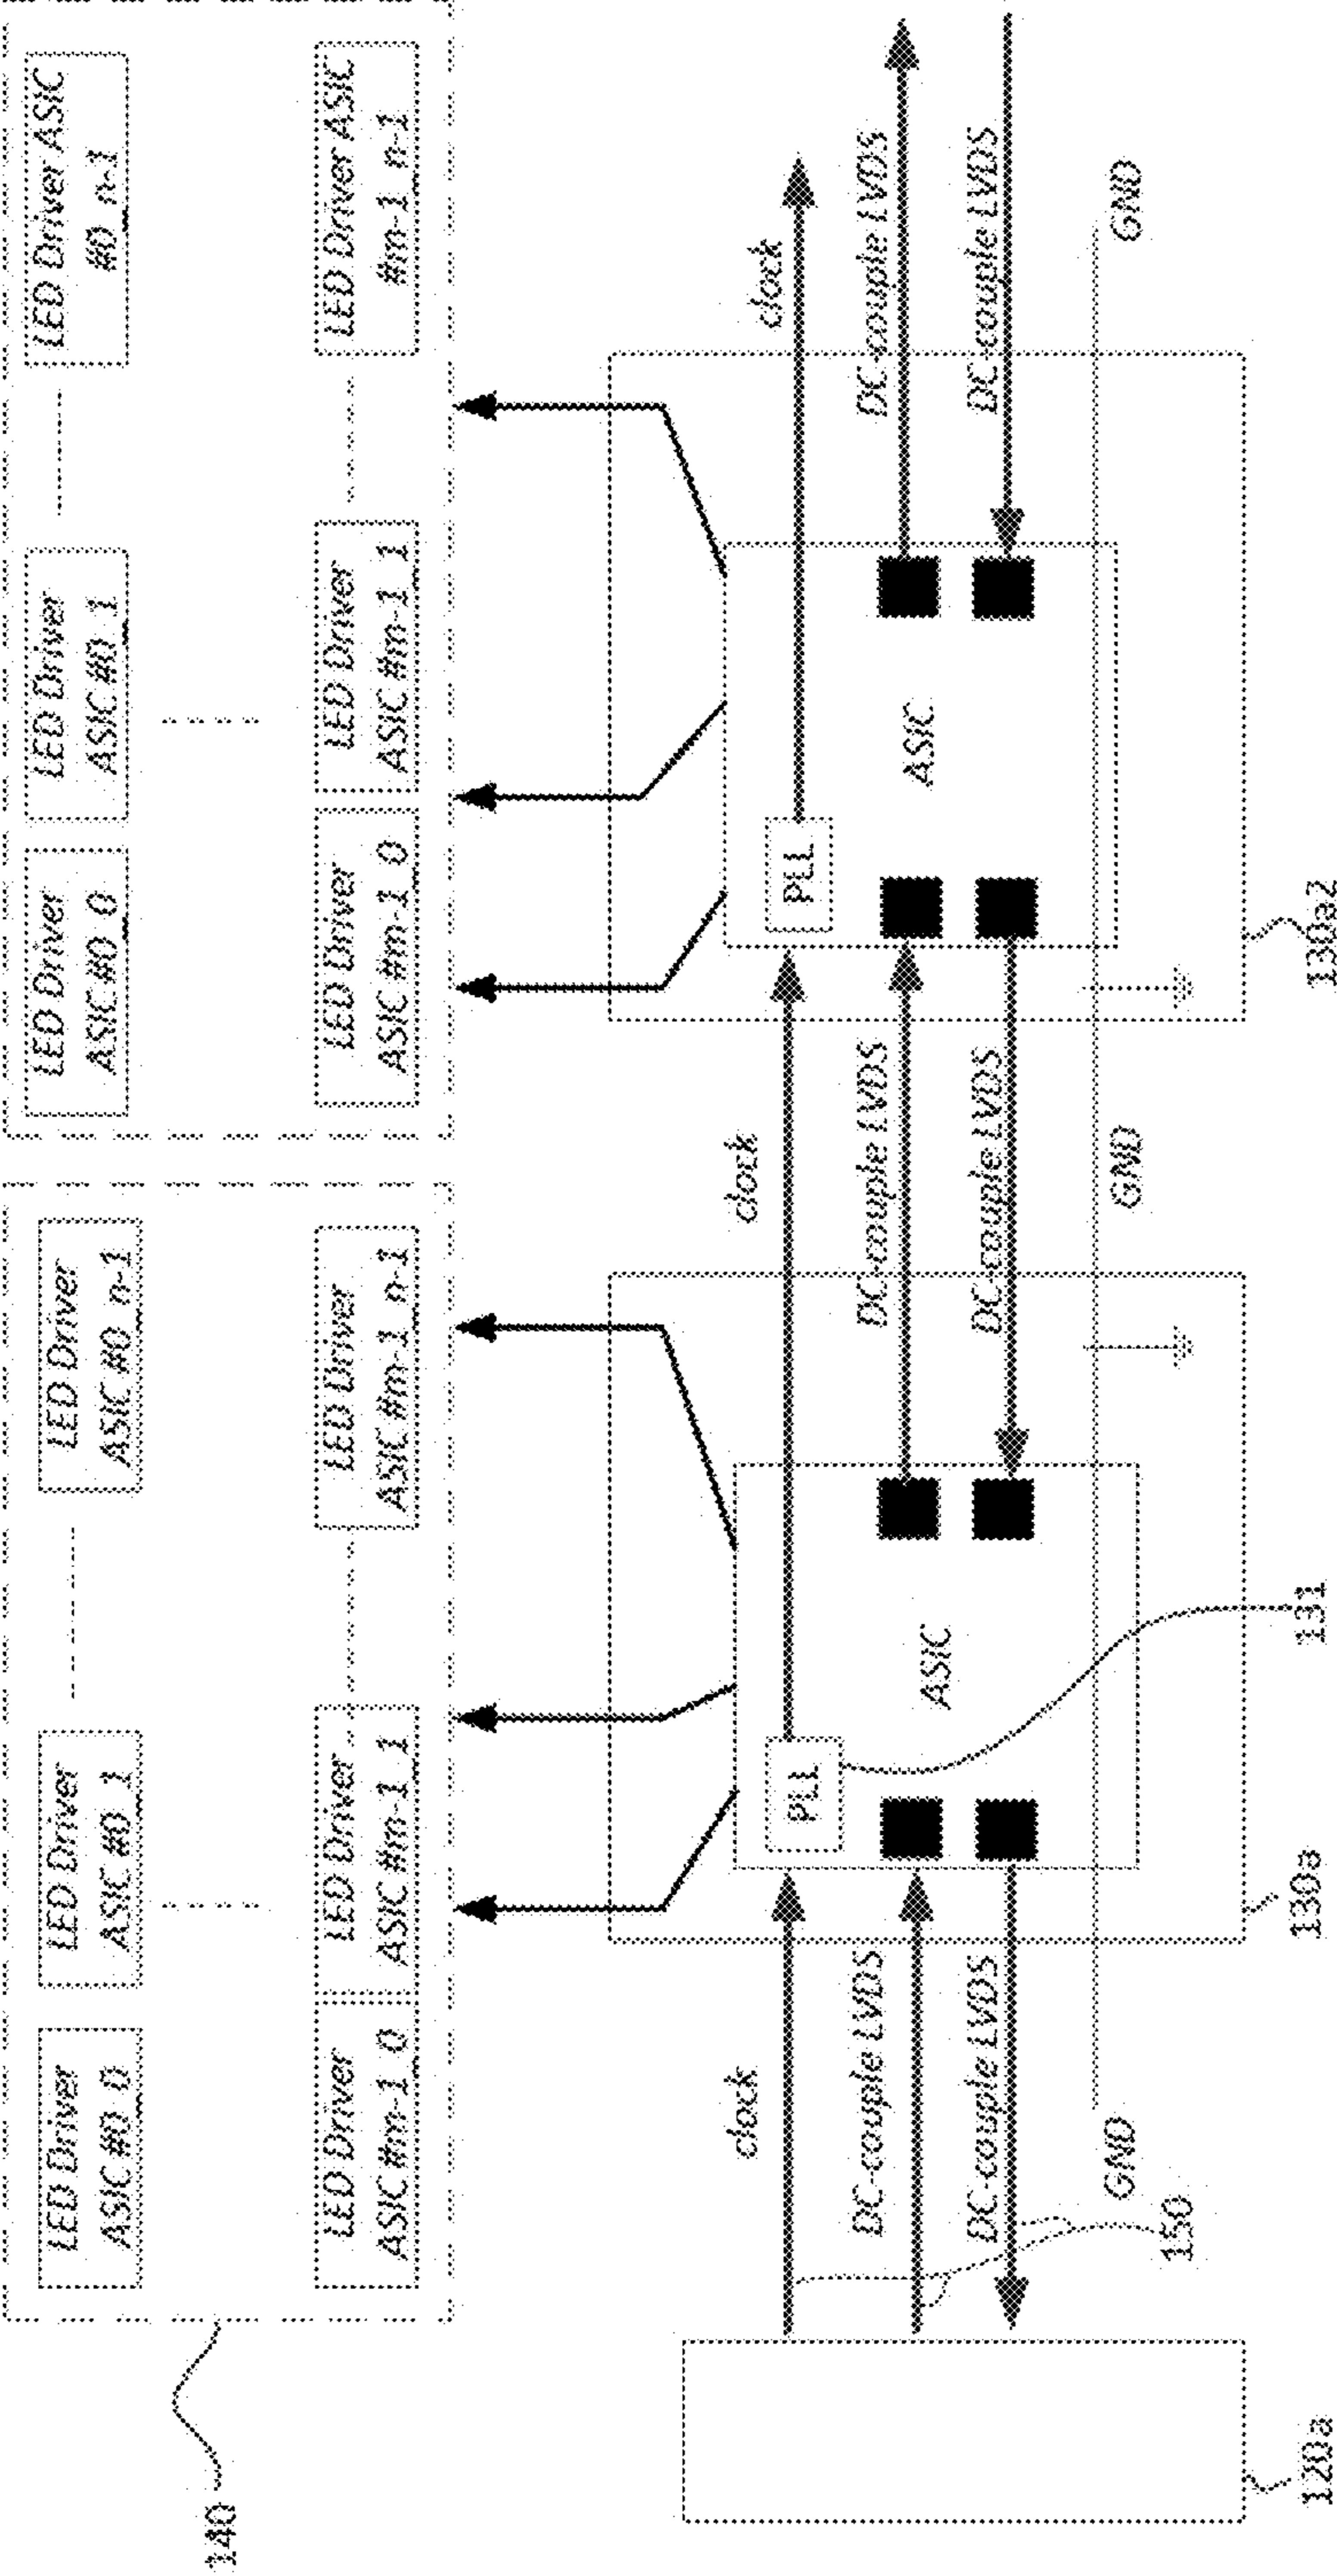 140
LED Driver
ASIC #0_0
LED Driver
ASIC #0_1
LED Driver
ASIC #0_n-1
LED Driver
ASIC #0_0
LED Driver
ASIC #0_1
LED Driver ASIC
#0_n-1
LED Driver
ASIC #m-1_0
LED Driver
ASIC #m-1_1
LED Driver
ASIC #m-1_n-1
LED Driver
ASIC #m-1_0
LED Driver
ASIC #m-1_1
LED Driver ASIC
#m-1_n-1
clock
clock
clock
PLL
PLL
DC-couple LVDS
DC-couple LVDS
DC-couple LVDS
ASIC
ASIC
DC-couple LVDS
DC-couple LVDS
DC-couple LVDS
GND
GND
GND
150
120a
130a
131
130a2